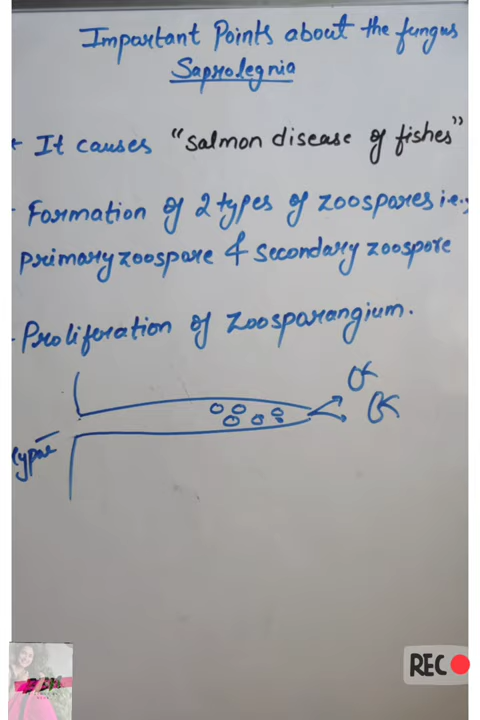 Important Points about the fungus
Saprolegnia
It causes "salmon disease of fishes"
Formation of 2 types of zoospores i.e.,
primary zoospore & secondary zoospore
Proliferation of Zoosporangium.
REC